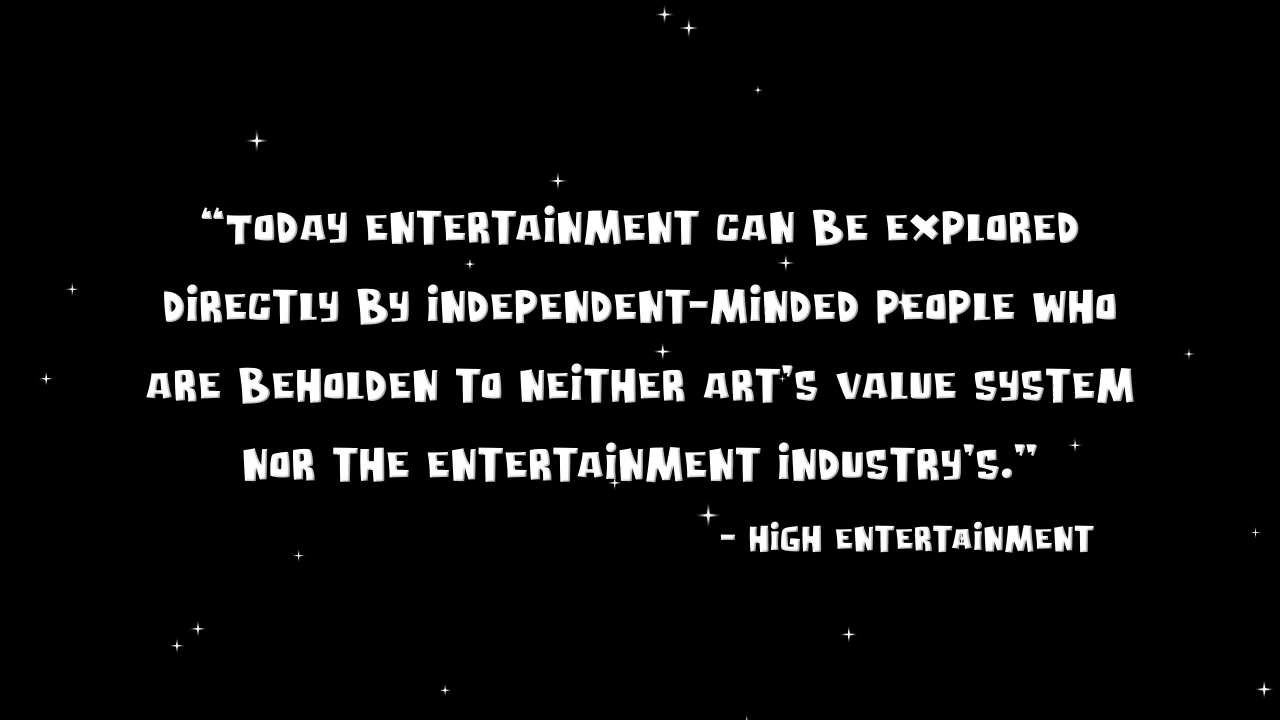 “TODAY ENTERTAiNMENT CAN BE EXPLORED
DiRECTLY BY iNDEPENDENT-MiNDED PEOPLE WHO
ARE BEHOLDEN TO NEiTHER ART'S VALUE SYSTEM
NOR THE ENTERTAiNMENT iNDUSTRY'S.”
- HiGH ENTERTAiNMENT